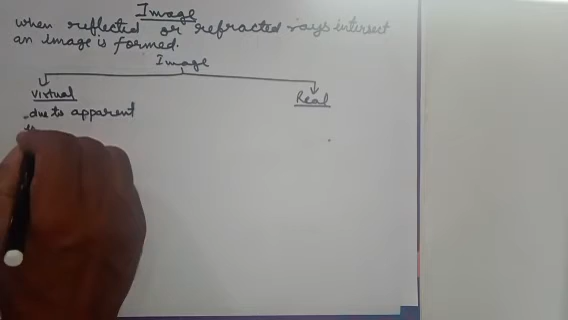 Image
when reflected or refracted rays intersect
an image is formed.
Image
Virtual
Real
due to apparent